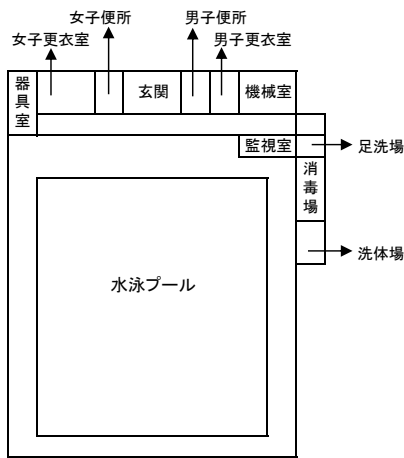 女子便所
男子便所
女子更衣室
男子更衣室
器具室
玄関
機械室
監視室
足洗場
消毒場
洗体場
水泳プール